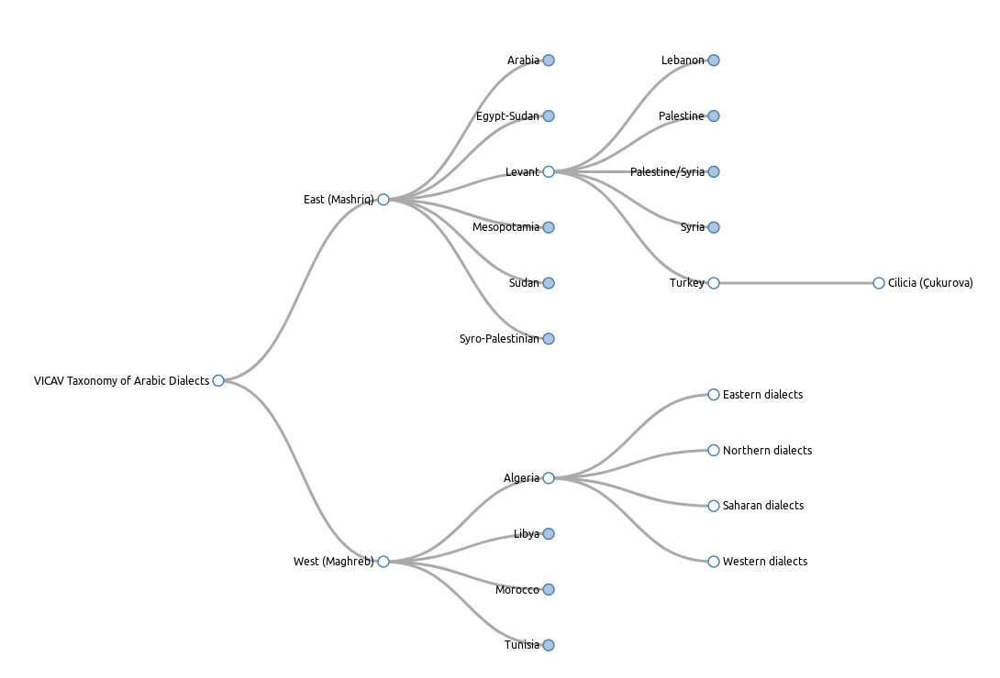 VICAV Taxonomy of Arabic Dialects
East (Mashriq)
Arabia
Egypt-Sudan
Levant
Lebanon
Palestine
Palestine/Syria
Syria
Turkey
Cilicia (Çukurova)
Mesopotamia
Sudan
Syro-Palestinian
West (Maghreb)
Algeria
Eastern dialects
Northern dialects
Saharan dialects
Western dialects
Libya
Morocco
Tunisia